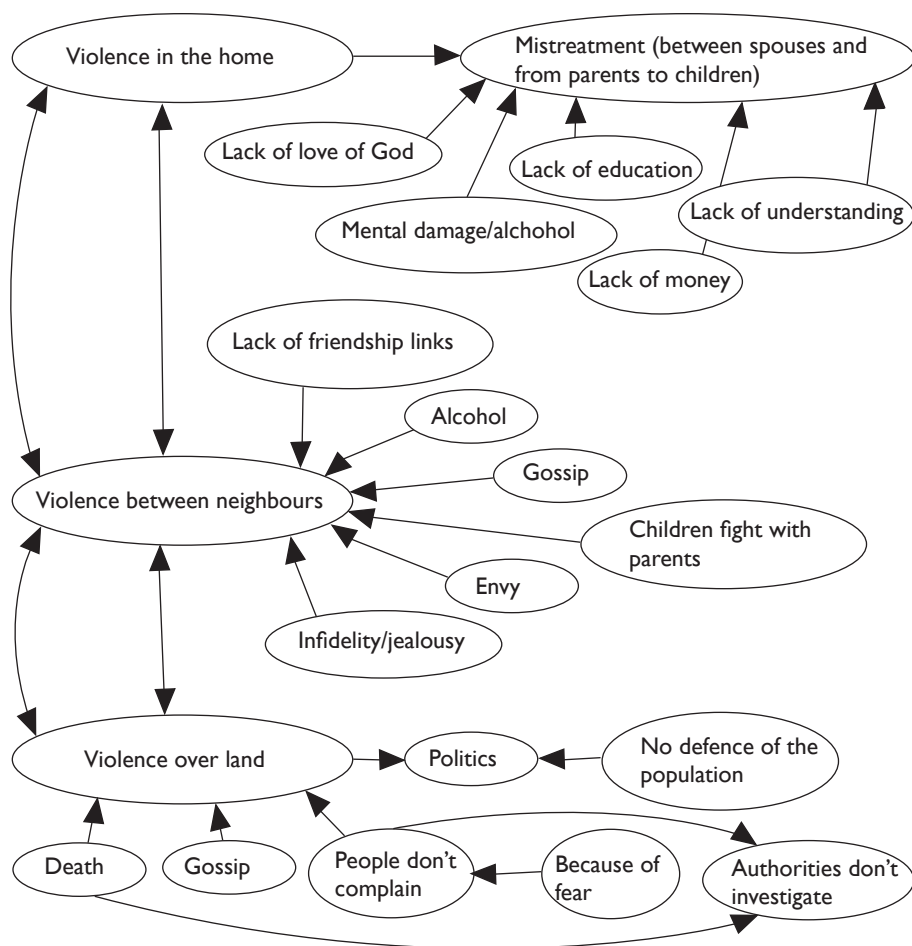 Violence in the home
Mistreatment (between spouses and
from parents to children)
Lack of love of God
Lack of education
Mental damage/alchohol
Lack of understanding
Lack of money
Lack of friendship links
Alcohol
Gossip
Violence between neighbours
Children fight with
parents
Envy
Infidelity/jealousy
Violence over land
Politics
No defence of the
population
Death
Gossip
People don't
complain
Because of
fear
Authorities don't
investigate